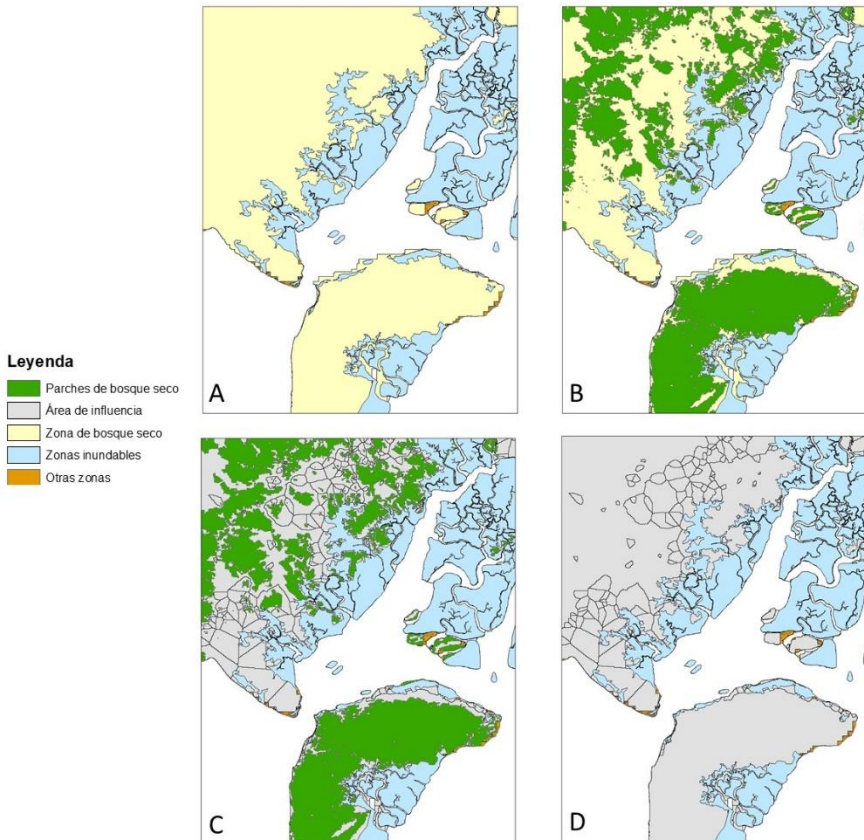 A
B
Leyenda
Parches de bosque seco
Área de influencia
Zona de bosque seco
Zonas inundables
Otras zonas
C
D